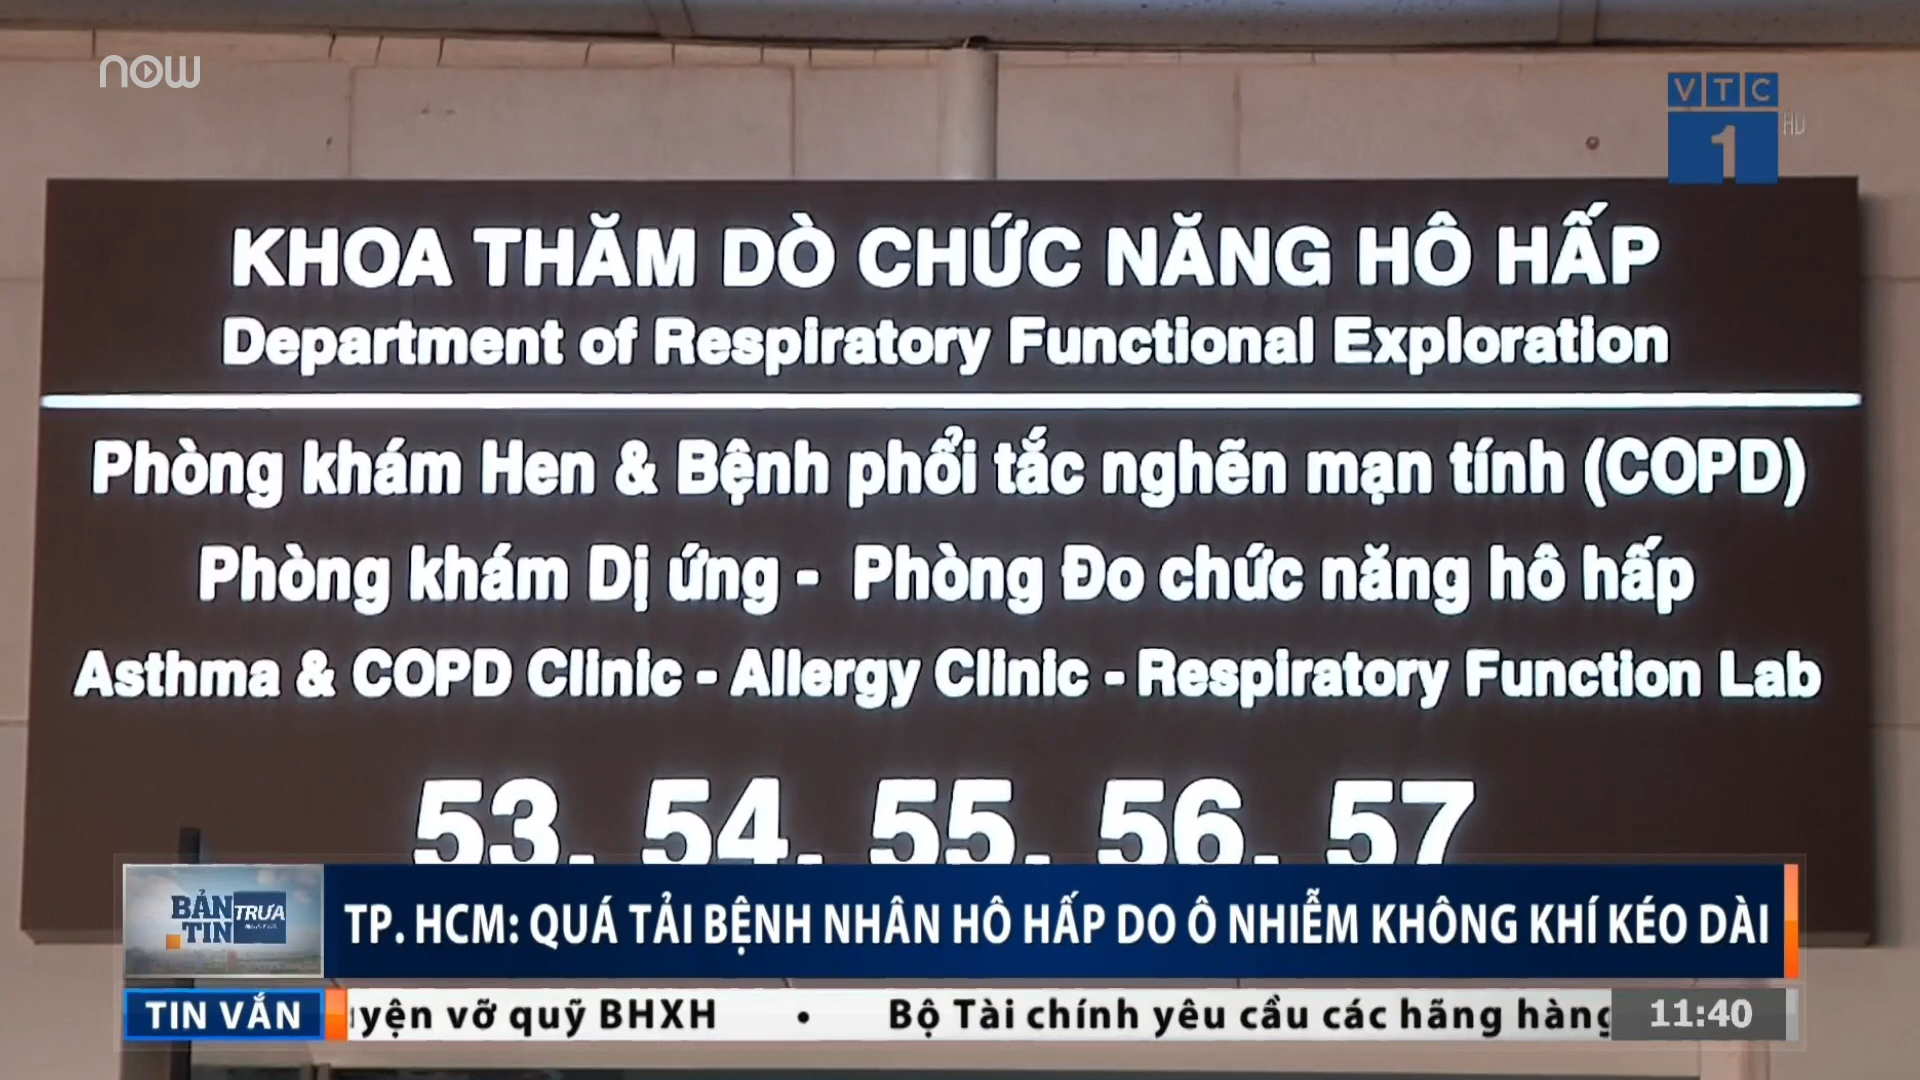 now
VTC
1
HD
KHOA THĂM DÒ CHỨC NĂNG HÔ HẤP
Department of Respiratory Functional Exploration
Phòng khám Hen & Bệnh phổi tắc nghẽn mạn tính (COPD)
Phòng khám Dị ứng - Phòng Đo chức năng hô hấp
Asthma & COPD Clinic - Allergy Clinic - Respiratory Function Lab
53, 54, 55, 56, 57
BẢN TIN TRƯA
TP. HCM: QUÁ TẢI BỆNH NHÂN HÔ HẤP DO Ô NHIỄM KHÔNG KHÍ KÉO DÀI
TIN VẮN
vỡ quỹ BHXH • Bộ Tài chính yêu cầu các hãng hàng
11:40